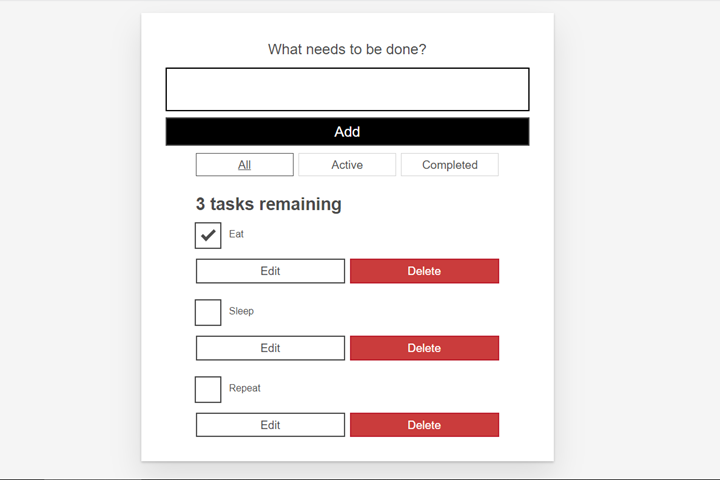 What needs to be done?
Add
All Active Completed
3 tasks remaining
Eat
Edit Delete
Sleep
Edit Delete
Repeat
Edit Delete